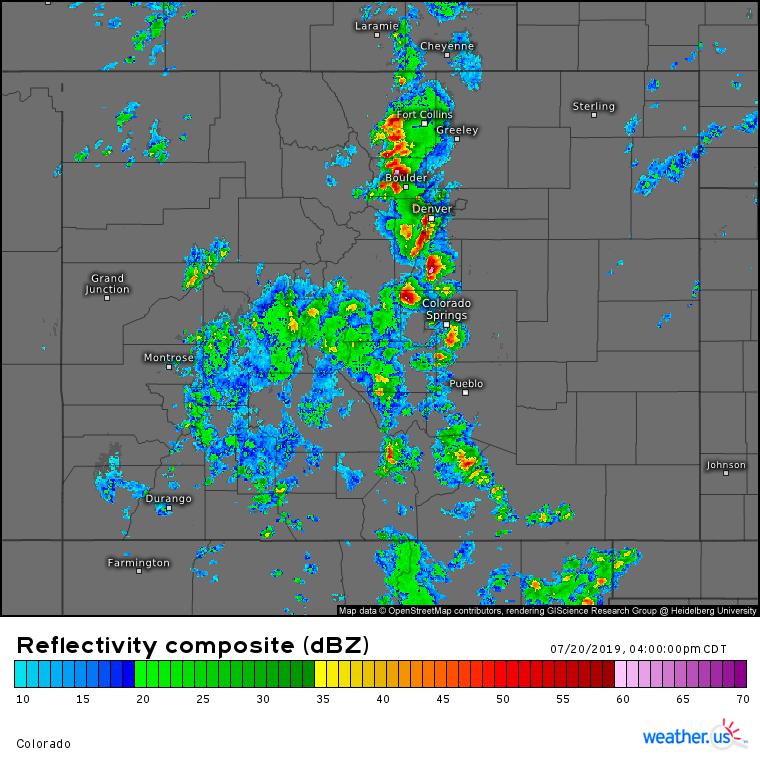 Laramie
Cheyenne
Sterling
Fort Collins
Greeley
Boulder
Denver
Grand
Junction
Colorado
Springs
Montrose
Pueblo
Johnson
Durango
Farmington
Map data © OpenStreetMap contributors, rendering GIScience Research Group @ Heidelberg University
Reflectivity composite (dBZ)
07/20/2019, 04:00:00pm CDT
10 15 20 25 30 35 40 45 50 55 60 65 70
Colorado
weather.us